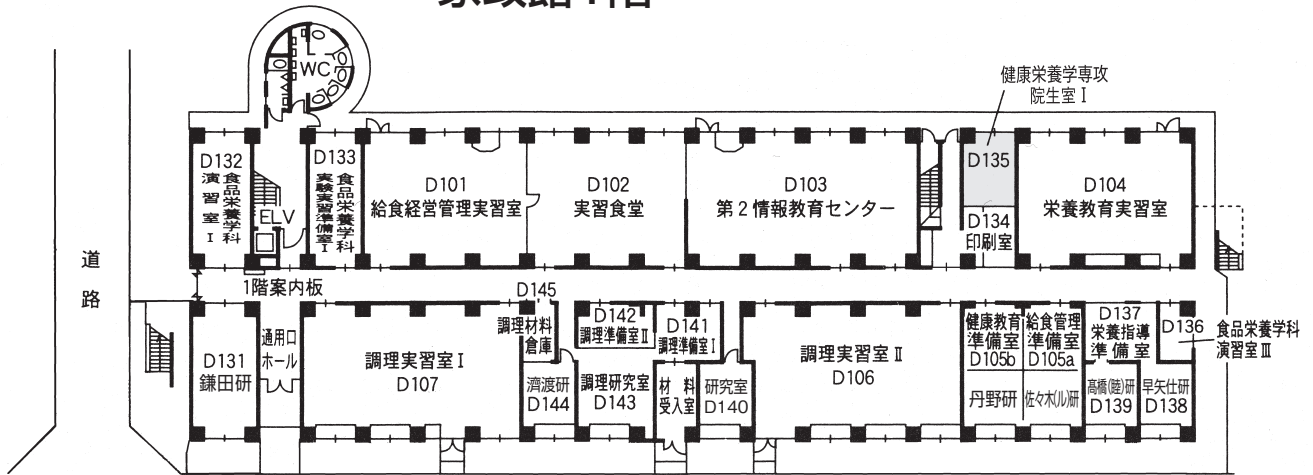 WC
健康栄養学専攻
院生室Ⅰ
D132
食品栄養学科
演習室Ⅰ
ELV
D133
食品栄養学科
実験実習準備室Ⅰ
D101
給食経営管理実習室
D102
実習食堂
D103
第2情報教育センター
D135
D134
印刷室
D104
栄養教育実習室
道路
1階案内板
D131
鎌田研
通用口
ホール
調理実習室Ⅰ
D107
D145
調理材料
倉庫
濟渡研
D144
D142
調理準備室Ⅱ
調理研究室
D143
D141
調理準備室Ⅰ
材料
受入室
研究室
D140
調理実習室Ⅱ
D106
健康教育
準備室
D105b
丹野研
給食管理
準備室
D105a
佐々木(ル)研
D137
栄養指導
準備室
髙橋(陸)研
D139
D136
食品栄養学科
演習室Ⅲ
早矢仕研
D138